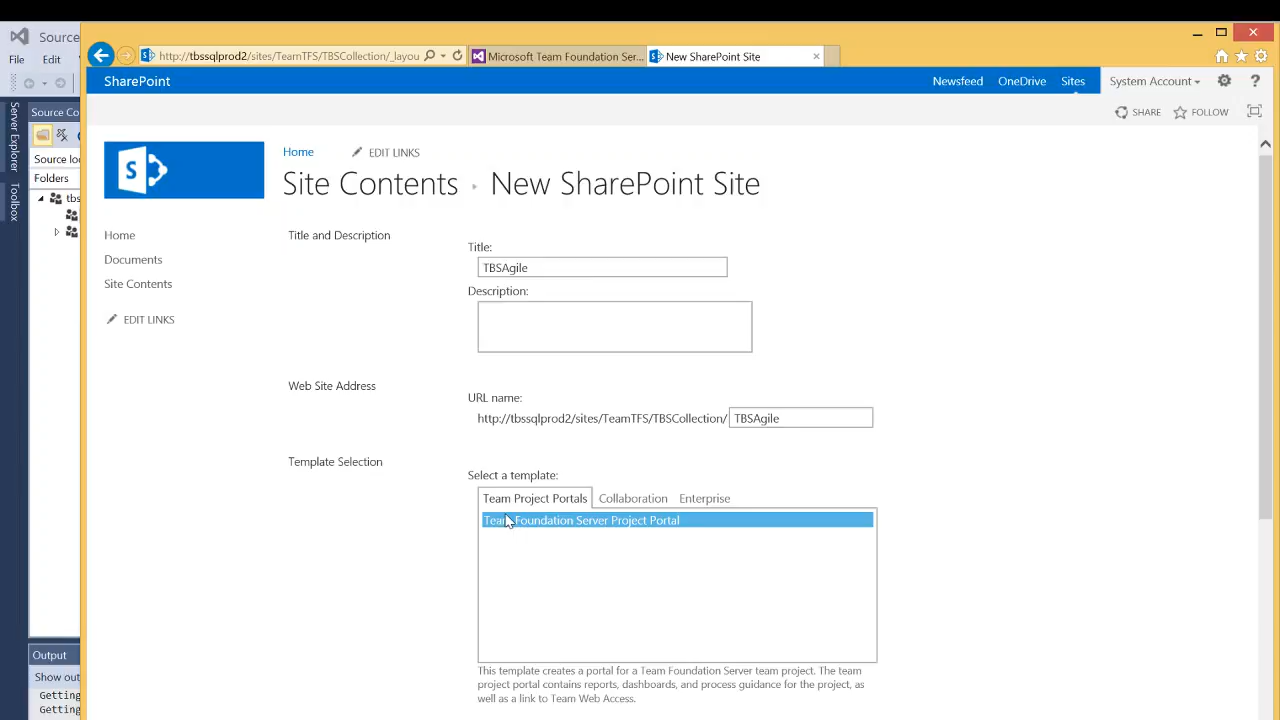 Source
http://tbssqlprod2/sites/TeamTFS/TBSCollection/_layou
Microsoft Team Foundation Ser...
New SharePoint Site
File
Edit
SharePoint
Newsfeed
OneDrive
Sites
System Account
?
Server Explorer
Toolbox
Source Co
SHARE
FOLLOW
Source loc
Folders
tbs
Home
EDIT LINKS
Site Contents ▸ New SharePoint Site
Home
Documents
Site Contents
EDIT LINKS
Title and Description
Title:
TBSAgile
Description:
Web Site Address
URL name:
http://tbssqlprod2/sites/TeamTFS/TBSCollection/
TBSAgile
Template Selection
Select a template:
Team Project Portals
Collaboration
Enterprise
Team Foundation Server Project Portal
This template creates a portal for a Team Foundation Server team project. The team
project portal contains reports, dashboards, and process guidance for the project, as
well as a link to Team Web Access.
Output
Show out
Getting
Getting